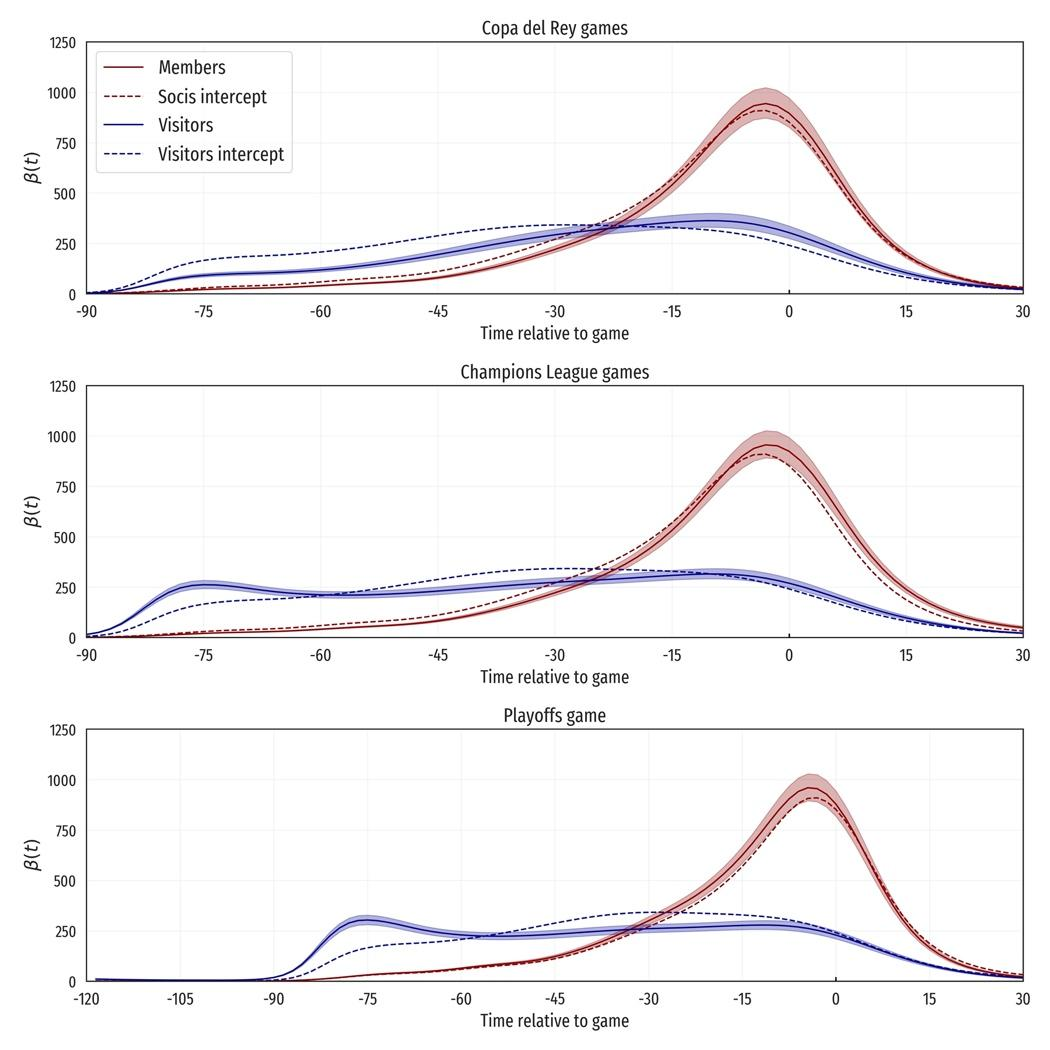 Copa del Rey games
1250
1000
750
500
250
0
β(t)
Members
Socis intercept
Visitors
Visitors intercept
-90 -75 -60 -45 -30 -15 0 15 30
Time relative to game
Champions League games
1250
1000
750
500
250
0
β(t)
-90 -75 -60 -45 -30 -15 0 15 30
Time relative to game
Playoffs game
1250
1000
750
500
250
0
β(t)
-120 -105 -90 -75 -60 -45 -30 -15 0 15 30
Time relative to game